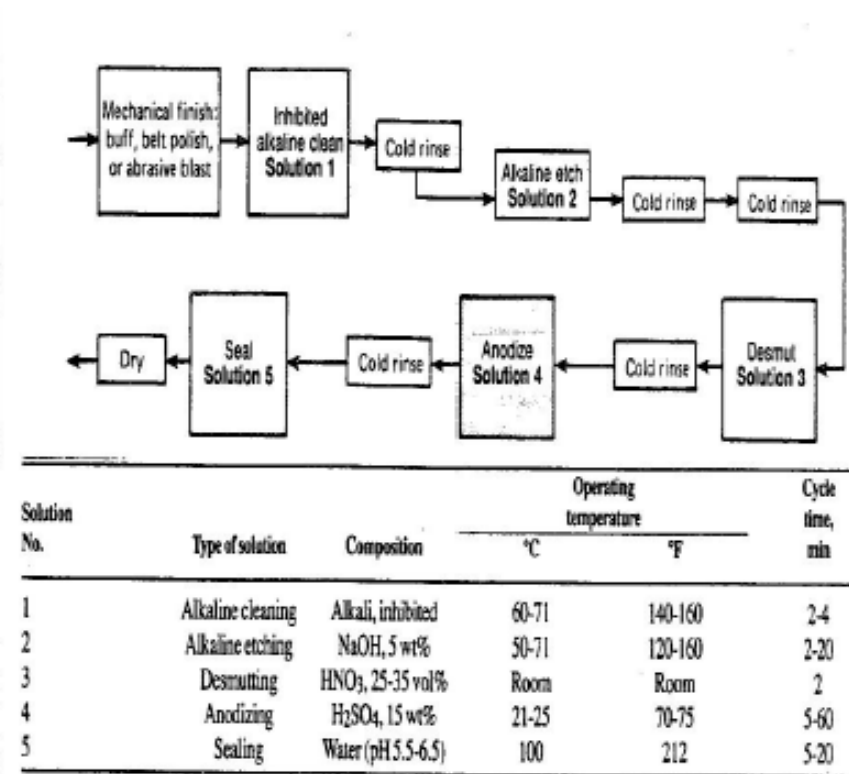 Mechanical finish:
buff, belt polish,
or abrasive blast
Inhibited
alkaline clean
Solution 1
Cold rinse
Alkaline etch
Solution 2
Cold rinse
Cold rinse
Dry
Seal
Solution 5
Cold rinse
Anodize
Solution 4
Cold rinse
Desmut
Solution 3
Solution No. Type of solution Composition Operating temperature °C °F Cycle time, min
1 Alkaline cleaning Alkali, inhibited 60-71 140-160 2-4
2 Alkaline etching NaOH, 5 wt% 50-71 120-160 2-20
3 Desmutting HNO3, 25-35 vol% Room Room 2
4 Anodizing H2SO4, 15 wt% 21-25 70-75 5-60
5 Sealing Water (pH 5.5-6.5) 100 212 5-20